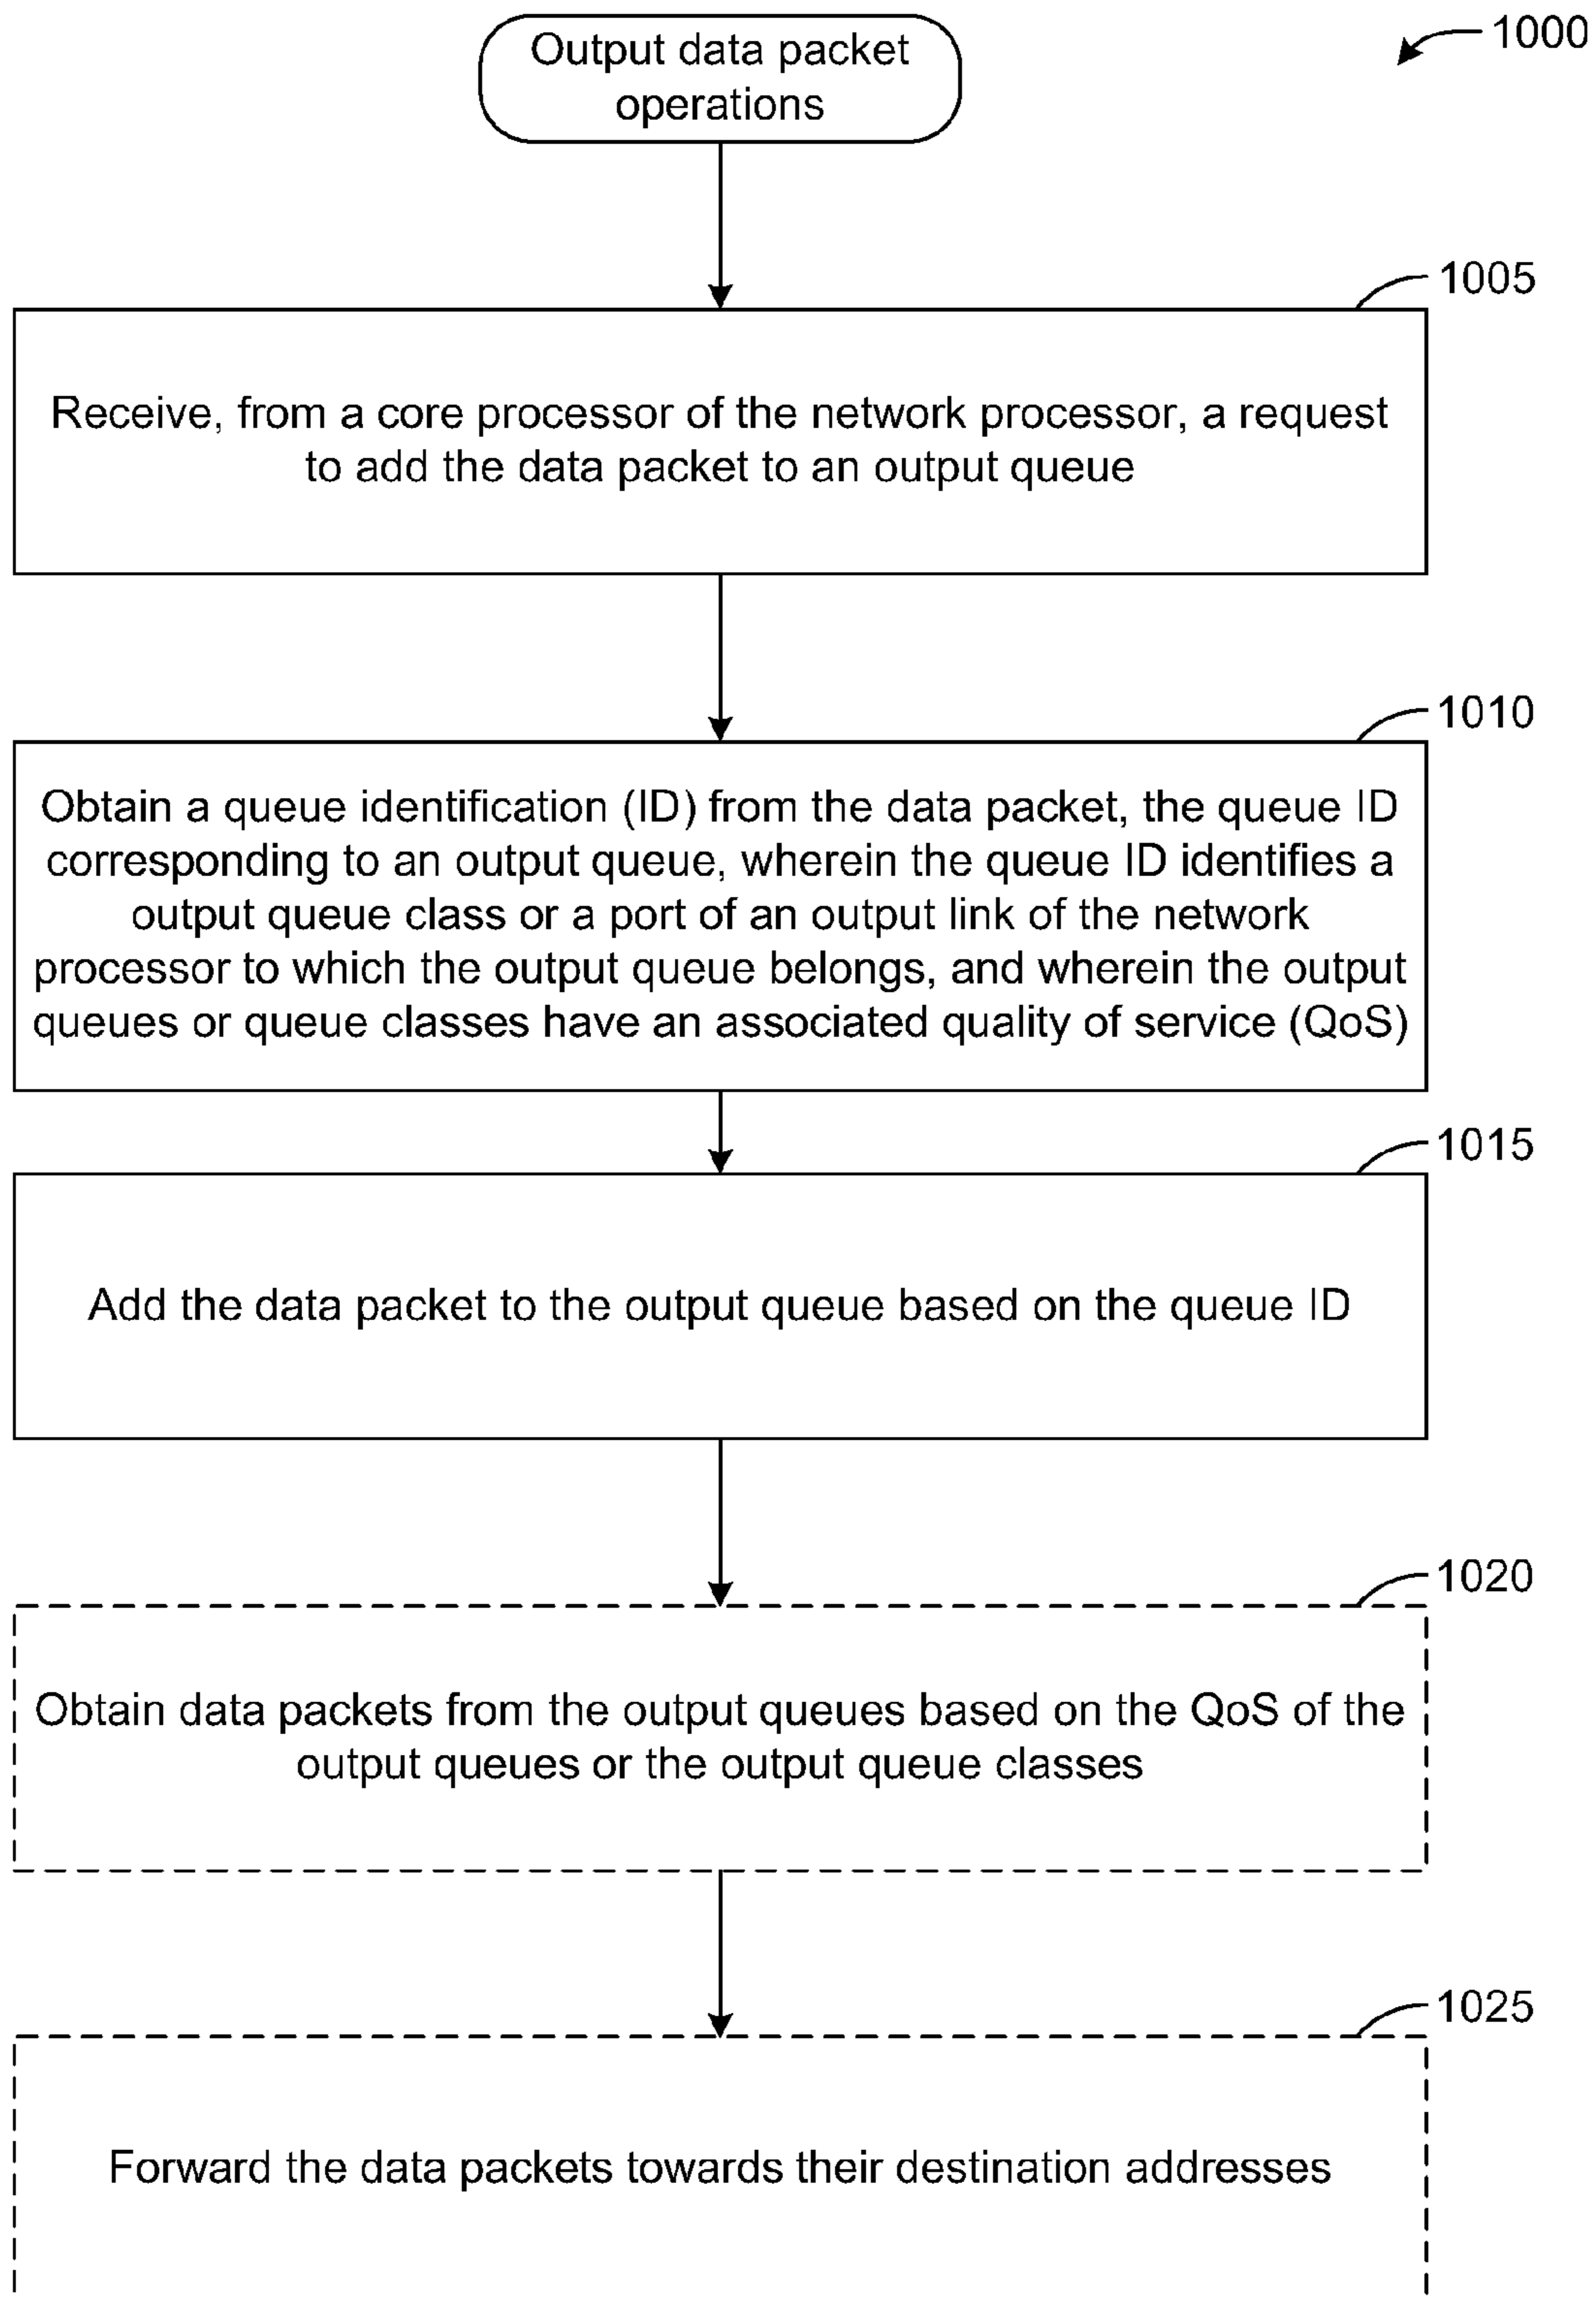 Output data packet
operations
1000
1005
Receive, from a core processor of the network processor, a request
to add the data packet to an output queue
1010
Obtain a queue identification (ID) from the data packet, the queue ID
corresponding to an output queue, wherein the queue ID identifies a
output queue class or a port of an output link of the network
processor to which the output queue belongs, and wherein the output
queues or queue classes have an associated quality of service (QoS)
1015
Add the data packet to the output queue based on the queue ID
1020
Obtain data packets from the output queues based on the QoS of the
output queues or the output queue classes
1025
Forward the data packets towards their destination addresses